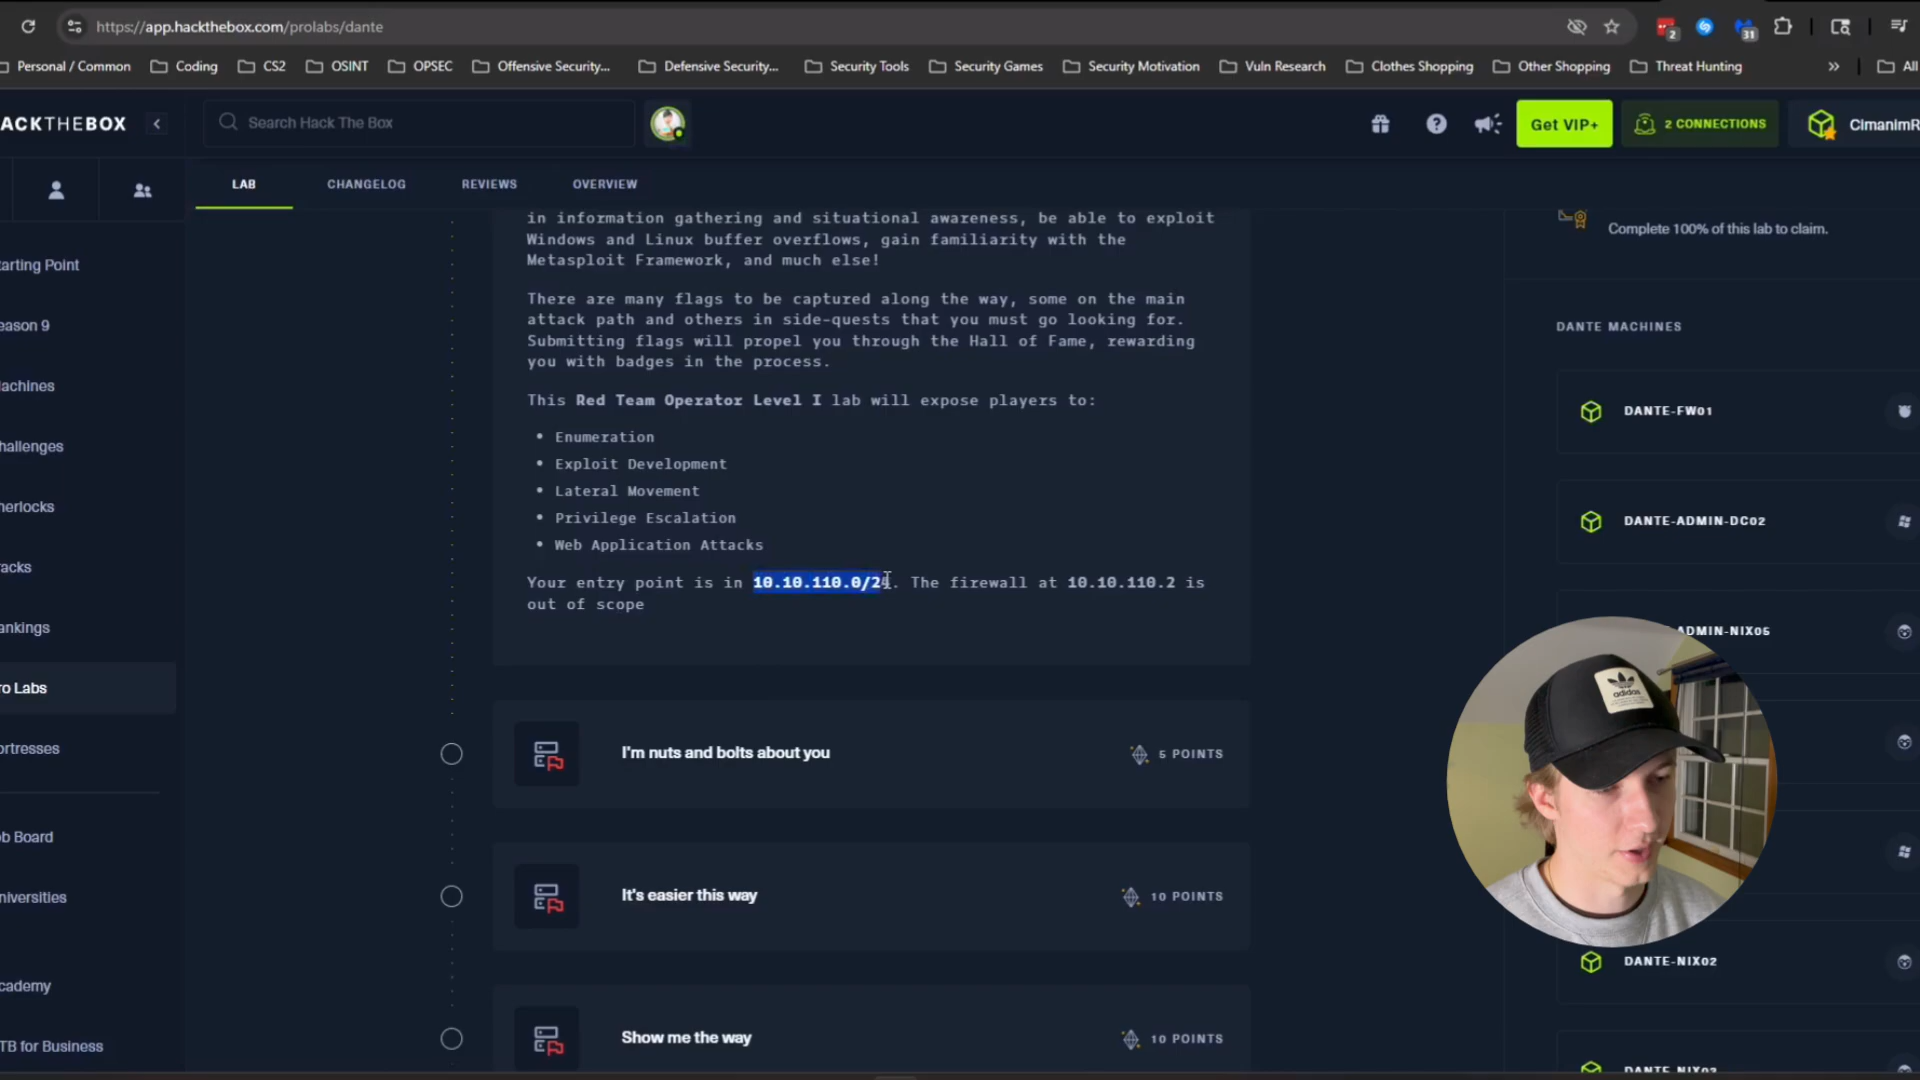 https://app.hackthebox.com/prolabs/dante
2
31
Personal / Common
Coding
CS2
OSINT
OPSEC
Offensive Security...
Defensive Security...
Security Tools
Security Games
Security Motivation
Vuln Research
Clothes Shopping
Other Shopping
Threat Hunting
»
All
ACKTHEBOX
Search Hack The Box
Get VIP+
2 CONNECTIONS
CimanimR
LAB
CHANGELOG
REVIEWS
OVERVIEW
in information gathering and situational awareness, be able to exploit
Windows and Linux buffer overflows, gain familiarity with the
Metasploit Framework, and much else!
There are many flags to be captured along the way, some on the main
attack path and others in side-quests that you must go looking for.
Submitting flags will propel you through the Hall of Fame, rewarding
you with badges in the process.
This Red Team Operator Level I lab will expose players to:
• Enumeration
• Exploit Development
• Lateral Movement
• Privilege Escalation
• Web Application Attacks
Your entry point is in 10.10.110.0/24. The firewall at 10.10.110.2 is
out of scope
I'm nuts and bolts about you
5 POINTS
It's easier this way
10 POINTS
Show me the way
10 POINTS
arting Point
eason 9
achines
hallenges
herlocks
racks
ankings
ro Labs
ortresses
ob Board
niversities
cademy
TB for Business
Complete 100% of this lab to claim.
DANTE MACHINES
DANTE-FW01
DANTE-ADMIN-DC02
ADMIN-NIX05
DANTE-NIX02
DANTE-NIX03
adidas